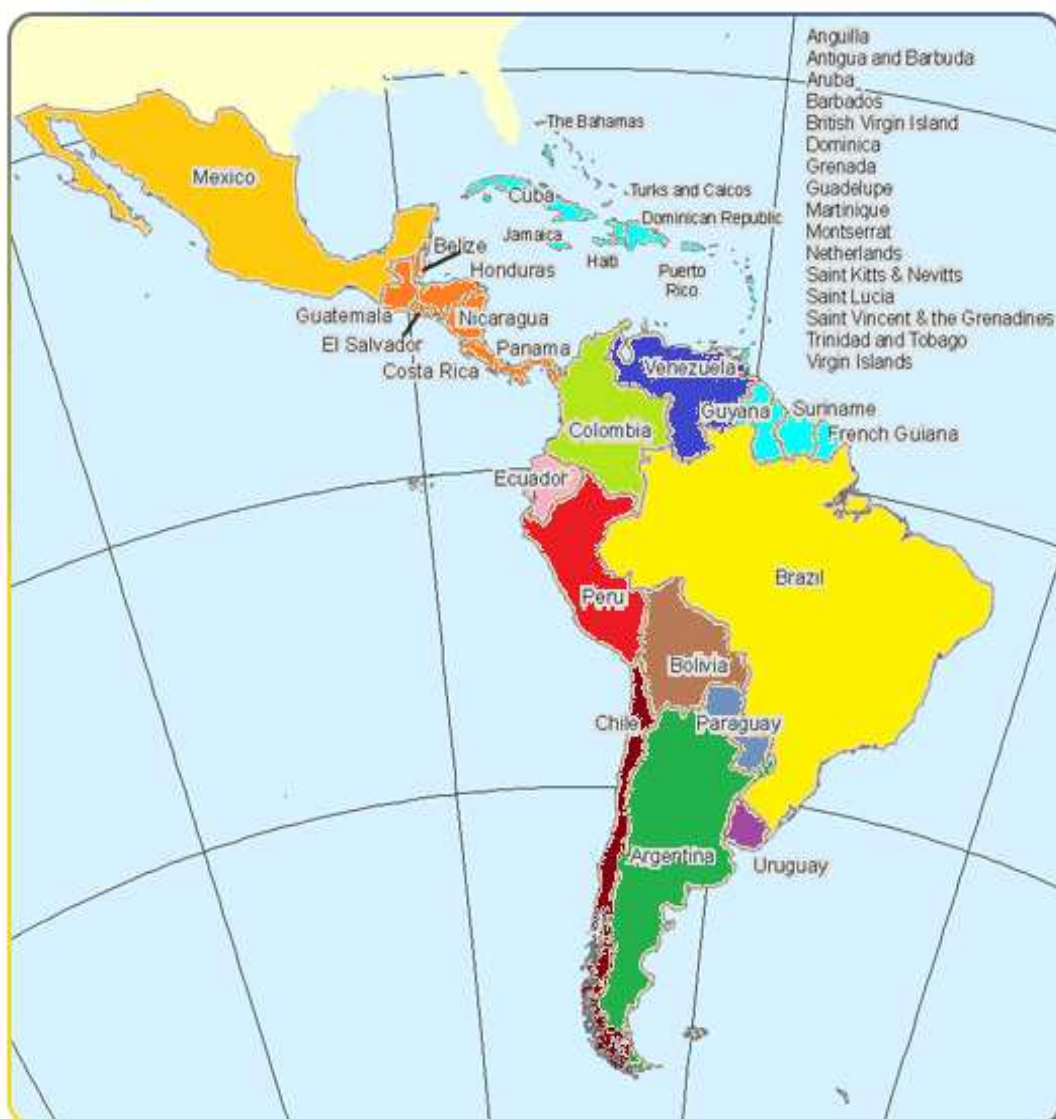 Anguilla
Antigua and Barbuda
Aruba
Barbados
British Virgin Island
Dominica
Grenada
Guadelupe
Martinique
Montserrat
Netherlands
Saint Kitts & Nevitts
Saint Lucia
Saint Vincent & the Grenadines
Trinidad and Tobago
Virgin Islands
The Bahamas
Mexico
Cuba
Turks and Caicos
Dominican Republic
Jamaica
Haiti
Puerto
Rico
Belize
Honduras
Guatemala
Nicaragua
El Salvador
Panama
Costa Rica
Venezuela
Guyana
Suriname
French Guiana
Colombia
Ecuador
Brazil
Peru
Bolivia
Chile
Paraguay
Argentina
Uruguay